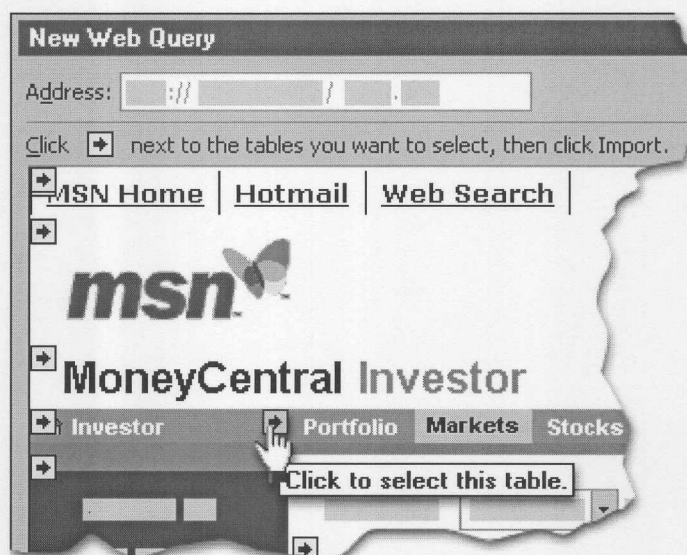 New Web Query
Address: :// / .
Click next to the tables you want to select, then click Import.
MSN Home Hotmail Web Search
msn
MoneyCentral Investor
Investor Portfolio Markets Stocks
Click to select this table.